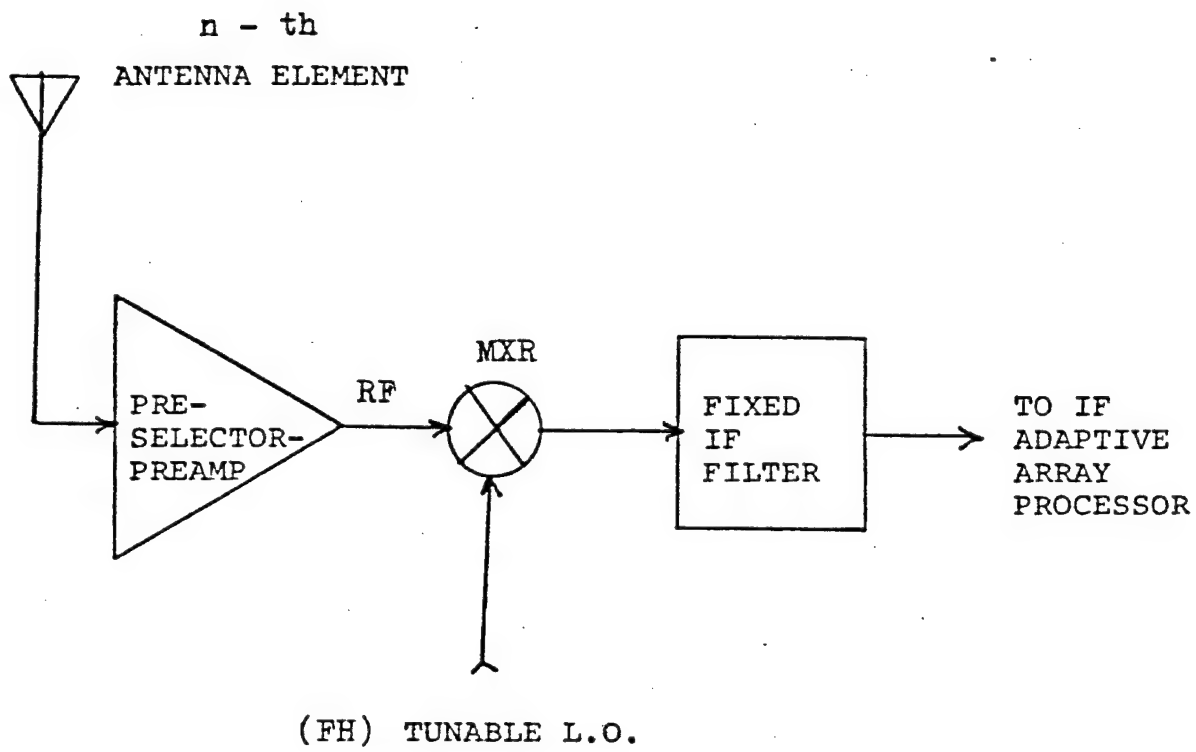 n - th
ANTENNA ELEMENT
PRE-
SELECTOR-
PREAMP
RF
MXR
FIXED
IF
FILTER
TO IF
ADAPTIVE
ARRAY
PROCESSOR
(FH) TUNABLE L.O.